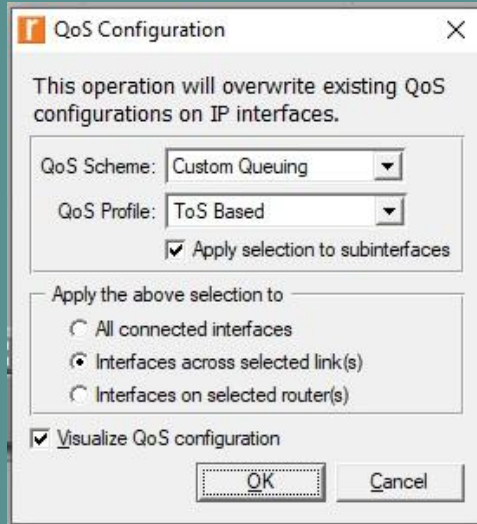 QoS Configuration
This operation will overwrite existing QoS
configurations on IP interfaces.
QoS Scheme: Custom Queuing
QoS Profile: ToS Based
Apply selection to subinterfaces
Apply the above selection to
All connected interfaces
Interfaces across selected link(s)
Interfaces on selected router(s)
Visualize QoS configuration
OK Cancel